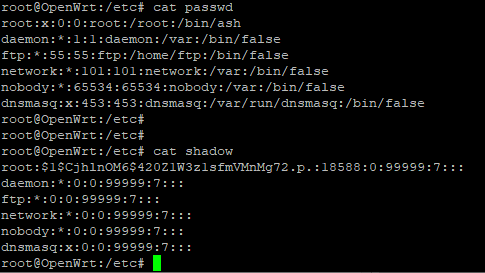 root@OpenWrt:/etc# cat passwd
root:x:0:0:root:/root:/bin/ash
daemon:*:1:1:daemon:/var:/bin/false
ftp:*:55:55:ftp:/home/ftp:/bin/false
network:*:101:101:network:/var:/bin/false
nobody:*:65534:65534:nobody:/var:/bin/false
dnsmasq:x:453:453:dnsmasq:/var/run/dnsmasq:/bin/false
root@OpenWrt:/etc#
root@OpenWrt:/etc#
root@OpenWrt:/etc# cat shadow
root:$1$CjhlnOM6$420ZlW3zlsfmVMnMg72.p.:18588:0:99999:7:::
daemon:*:0:0:99999:7:::
ftp:*:0:0:99999:7:::
network:*:0:0:99999:7:::
nobody:*:0:0:99999:7:::
dnsmasq:x:0:0:99999:7:::
root@OpenWrt:/etc#